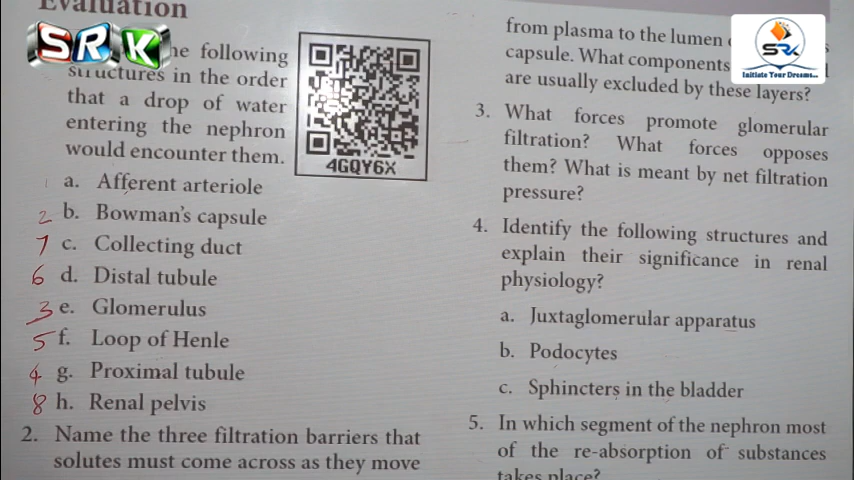 Evaluation
SRK
he following
structures in the order
that a drop of water
entering the nephron
would encounter them.
4GQY6X
1 a. Afferent arteriole
2 b. Bowman's capsule
7 c. Collecting duct
6 d. Distal tubule
3 e. Glomerulus
5 f. Loop of Henle
4 g. Proximal tubule
8 h. Renal pelvis
2. Name the three filtration barriers that
solutes must come across as they move
from plasma to the lumen
capsule. What components
are usually excluded by these layers?
SRK
Initiate Your Dreams...
3. What forces promote glomerular
filtration? What forces opposes
them? What is meant by net filtration
pressure?
4. Identify the following structures and
explain their significance in renal
physiology?
a. Juxtaglomerular apparatus
b. Podocytes
c. Sphincters in the bladder
5. In which segment of the nephron most
of the re-absorption of substances
takes place?